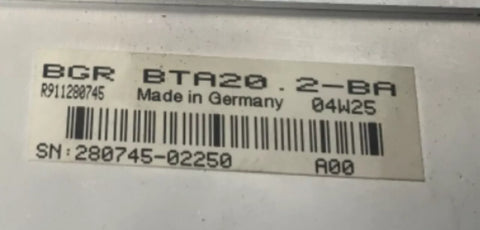 BGR BTA20.2-BA
R911280745 Made in Germany 04W25
SN:280745-02250 A00